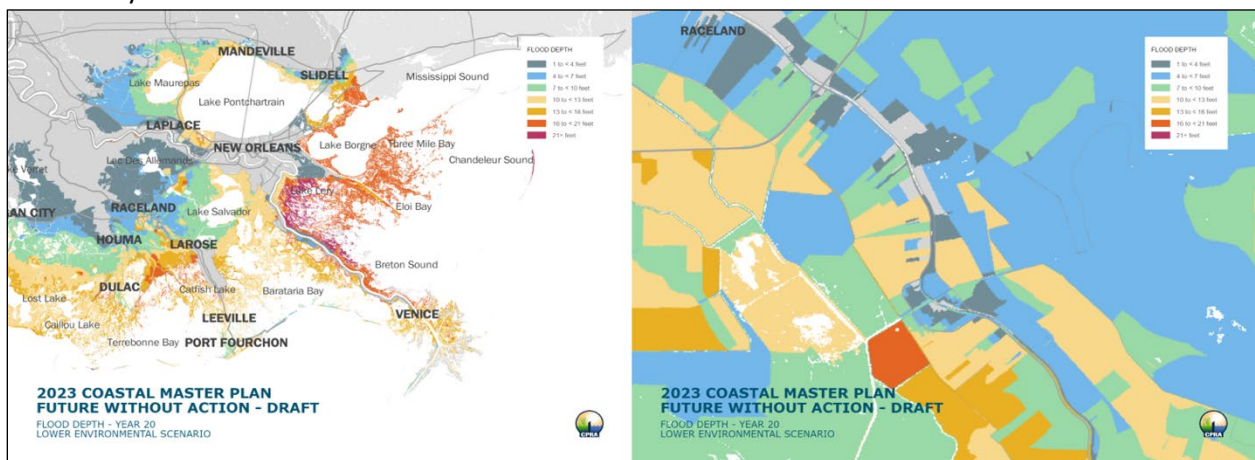 MANDEVILLE
SLIDELL
Mississippi Sound
Lake Maurepas
Lake Pontchartrain
LAPLACE
NEW ORLEANS
Lake Borgne
Three Mile Bay
Chandeleur Sound
Lac Des Allemands
RACELAND
Lake Salvador
Lake Lery
Eloi Bay
AN CITY
HOUMA
LAROSE
Breton Sound
DULAC
Catfish Lake
Barataria Bay
Lost Lake
LEEVILLE
VENICE
Caillou Lake
Terrebonne Bay
PORT FOURCHON
FLOOD DEPTH
1 to < 4 feet
4 to < 7 feet
7 to < 10 feet
10 to < 13 feet
13 to < 16 feet
16 to < 21 feet
21+ feet
2023 COASTAL MASTER PLAN
FUTURE WITHOUT ACTION - DRAFT
FLOOD DEPTH - YEAR 20
LOWER ENVIRONMENTAL SCENARIO
CPRA
RACELAND
FLOOD DEPTH
1 to < 4 feet
4 to < 7 feet
7 to < 10 feet
10 to < 13 feet
13 to < 16 feet
16 to < 21 feet
21+ feet
2023 COASTAL MASTER PLAN
FUTURE WITHOUT ACTION - DRAFT
FLOOD DEPTH - YEAR 20
LOWER ENVIRONMENTAL SCENARIO
CPRA